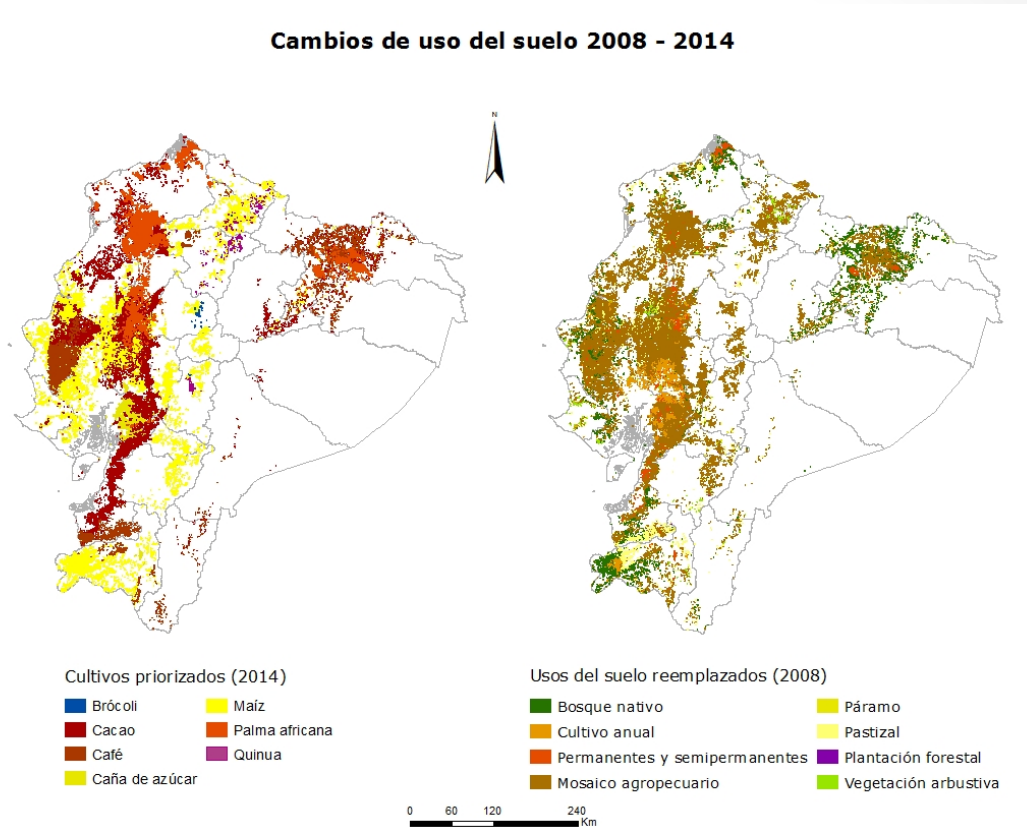 Cambios de uso del suelo 2008 - 2014
N
Cultivos priorizados (2014)
Brócoli
Cacao
Café
Caña de azúcar
Maíz
Palma africana
Quinua
Usos del suelo reemplazados (2008)
Bosque nativo
Cultivo anual
Permanentes y semipermanentes
Mosaico agropecuario
Páramo
Pastizal
Plantación forestal
Vegetación arbustiva
0 60 120 240
Km